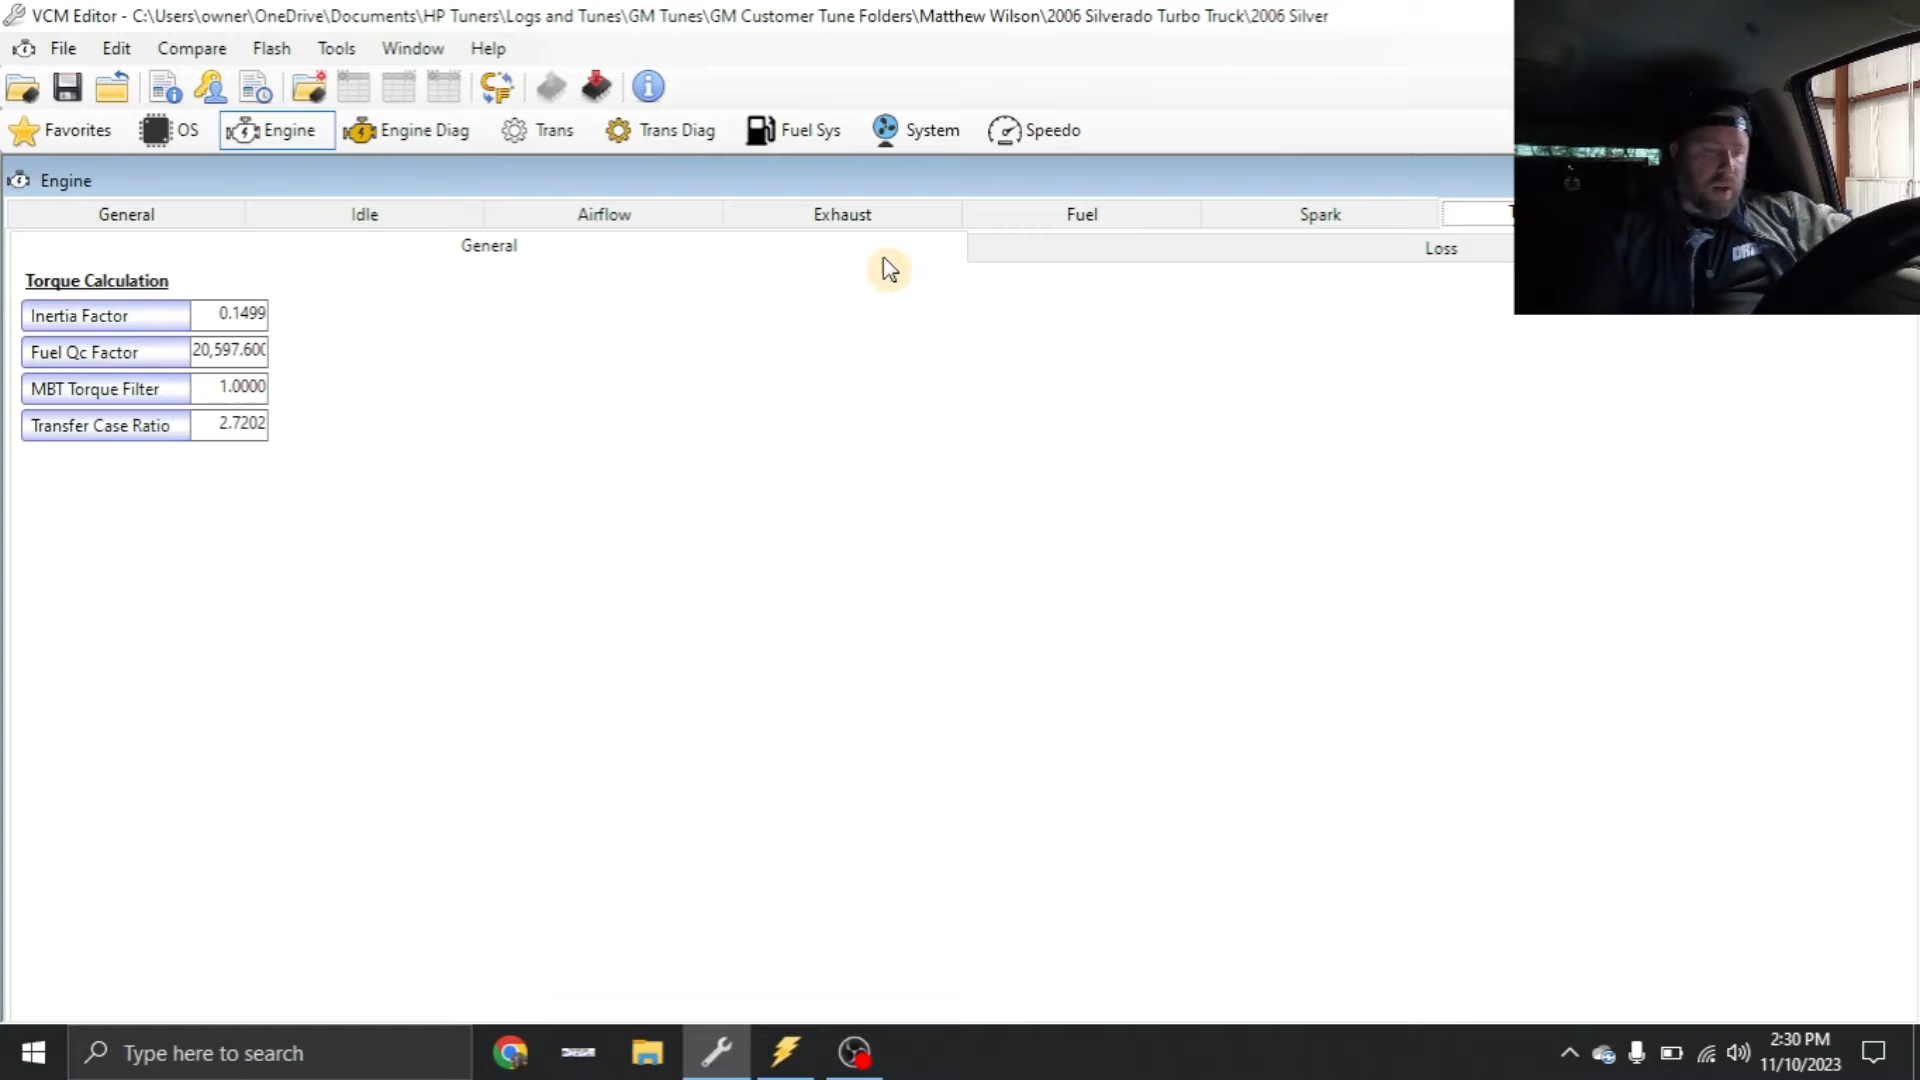 VCM Editor - C:\Users\owner\OneDrive\Documents\HP Tuners\Logs and Tunes\GM Tunes\GM Customer Tune Folders\Matthew Wilson\2006 Silverado Turbo Truck\2006 Silver
File Edit Compare Flash Tools Window Help
Favorites OS Engine Engine Diag Trans Trans Diag Fuel Sys System Speedo
Engine
General Idle Airflow Exhaust Fuel Spark
General Loss
Torque Calculation
Inertia Factor 0.1499
Fuel Qc Factor 20,597.600
MBT Torque Filter 1.0000
Transfer Case Ratio 2.7202
Type here to search
2:30 PM
11/10/2023